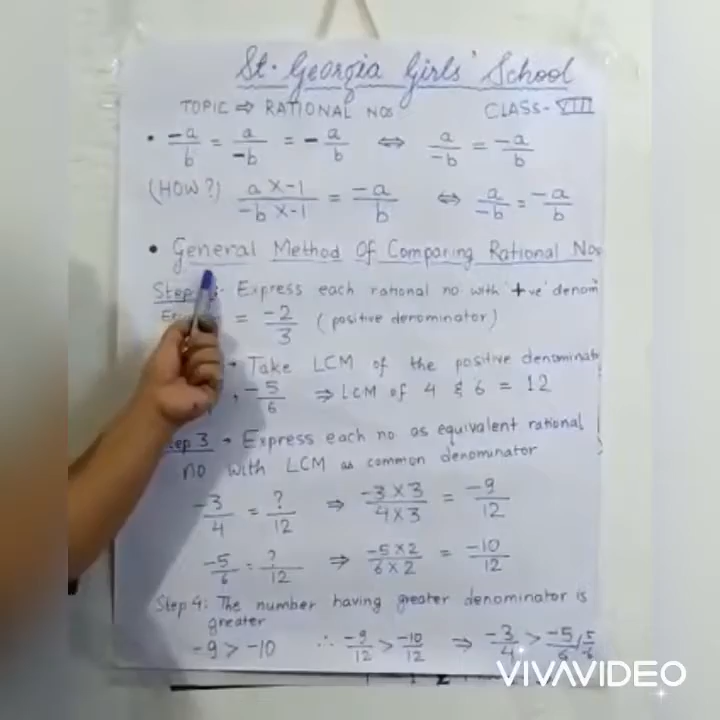 St. Georgia Girls' School
TOPIC ⇒ RATIONAL NOs CLASS-VIII
• -a/b = a/-b = -a/b ⇔ a/-b = -a/b
(HOW?) a x -1/-b x -1 = -a/b ⇔ a/-b = -a/b
• General Method Of Comparing Rational Nos
Step : Express each rational no with '+ve' denom
= -2/3 (positive denominator)
→ Take LCM of the positive denominat
, -5/6 ⇒ LCM of 4 & 6 = 12
Step 3 → Express each no as equivalent rational
no with LCM as common denominator
-3/4 = ?/12 ⇒ -3 x 3/4 x 3 = -9/12
-5/6 = ?/12 ⇒ -5 x 2/6 x 2 = -10/12
Step 4: The number having greater denominator is
greater
-9 > -10 ∴ -9/12 > -10/12 ⇒ -3/4 > -5/6
VIVAVIDEO